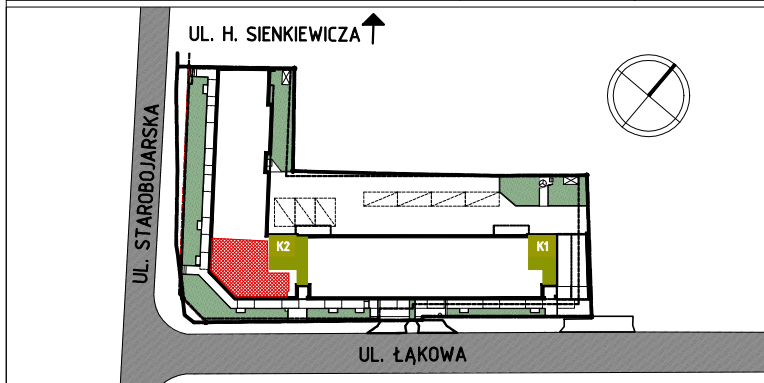 UL. H. SIENKIEWICZA
UL. STAROBOJARSKA
K2
K1
UL. ŁĄKOWA